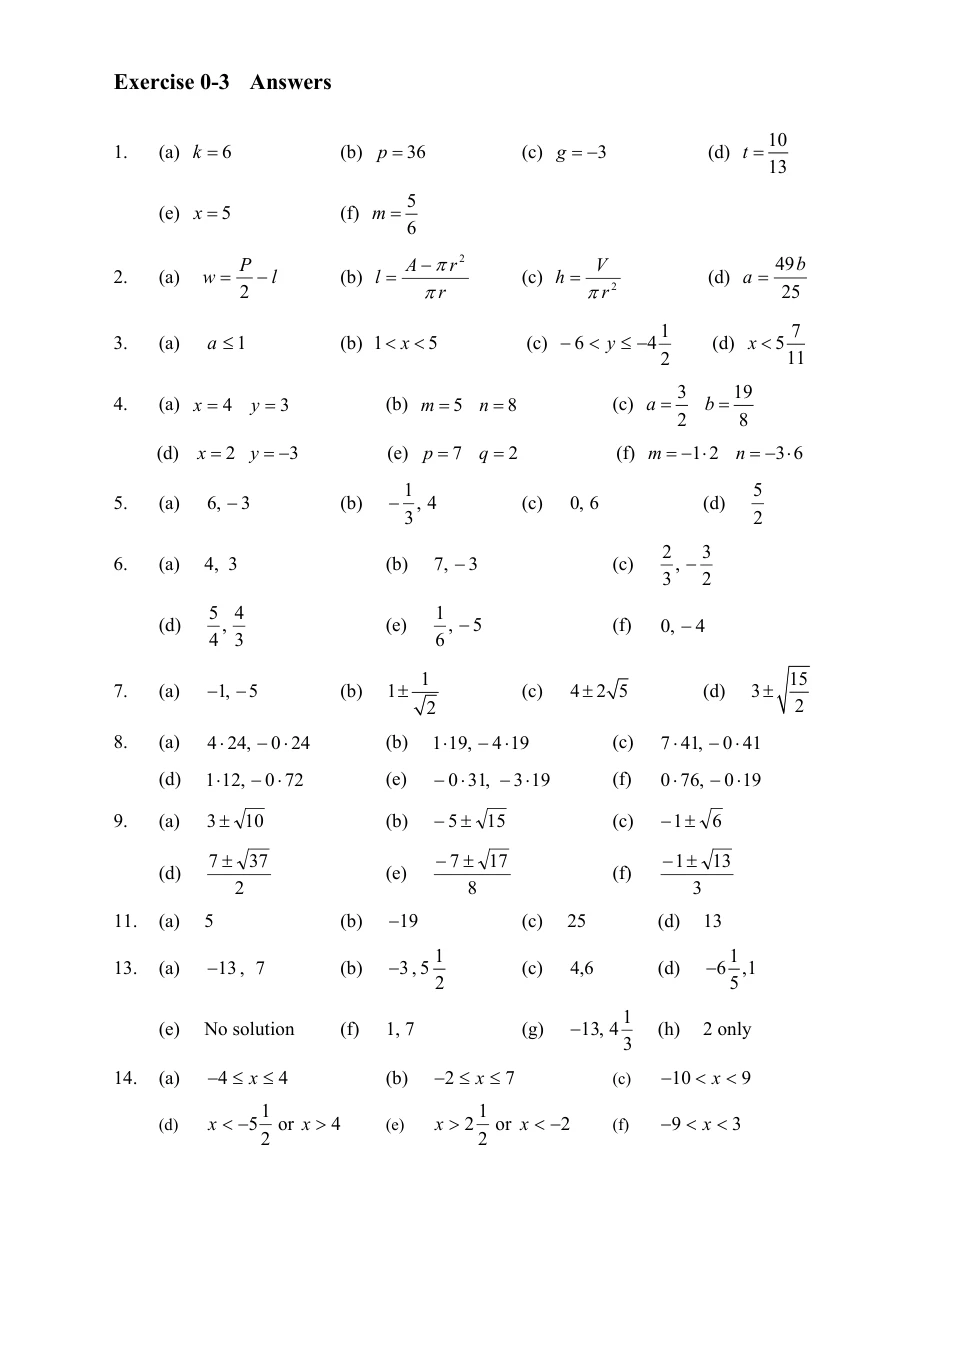 Exercise 0-3 Answers
1. (a) k = 6 (b) p = 36 (c) g = −3 (d) t = 10/13
(e) x = 5 (f) m = 5/6
2. (a) w = P/2 − l (b) l = (A − π r²)/(π r) (c) h = V/(π r²) (d) a = 49b/25
3. (a) a ≤ 1 (b) 1 < x < 5 (c) − 6 < y ≤ −4 1/2 (d) x < 5 7/11
4. (a) x = 4 y = 3 (b) m = 5 n = 8 (c) a = 3/2 b = 19/8
(d) x = 2 y = −3 (e) p = 7 q = 2 (f) m = −1·2 n = −3·6
5. (a) 6, − 3 (b) − 1/3, 4 (c) 0, 6 (d) 5/2
6. (a) 4, 3 (b) 7, − 3 (c) 2/3, − 3/2
(d) 5/4, 4/3 (e) 1/6, − 5 (f) 0, − 4
7. (a) −1, − 5 (b) 1 ± 1/√2 (c) 4 ± 2√5 (d) 3 ± √(15/2)
8. (a) 4·24, − 0·24 (b) 1·19, − 4·19 (c) 7·41, − 0·41
(d) 1·12, − 0·72 (e) − 0·31, − 3·19 (f) 0·76, − 0·19
9. (a) 3 ± √10 (b) − 5 ± √15 (c) −1 ± √6
(d) (7 ± √37)/2 (e) (− 7 ± √17)/8 (f) (−1 ± √13)/3
11. (a) 5 (b) −19 (c) 25 (d) 13
13. (a) −13 , 7 (b) −3 , 5 1/2 (c) 4,6 (d) −6 1/5 ,1
(e) No solution (f) 1, 7 (g) −13, 4 1/3 (h) 2 only
14. (a) −4 ≤ x ≤ 4 (b) −2 ≤ x ≤ 7 (c) −10 < x < 9
(d) x < −5 1/2 or x > 4 (e) x > 2 1/2 or x < −2 (f) −9 < x < 3